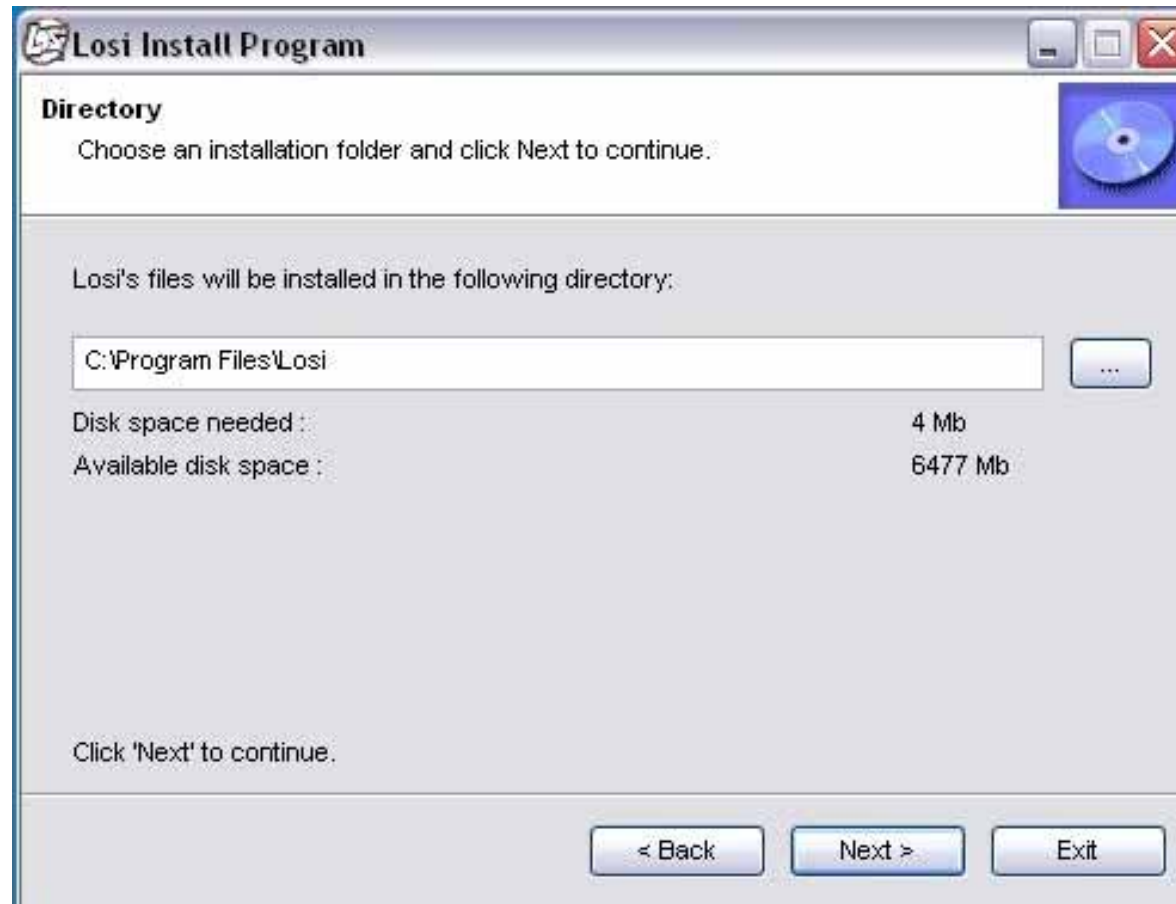 Losi Install Program
Directory
Choose an installation folder and click Next to continue.
Losi's files will be installed in the following directory:
C:\Program Files\Losi
...
Disk space needed : 4 Mb
Available disk space : 6477 Mb
Click 'Next' to continue.
< Back Next > Exit